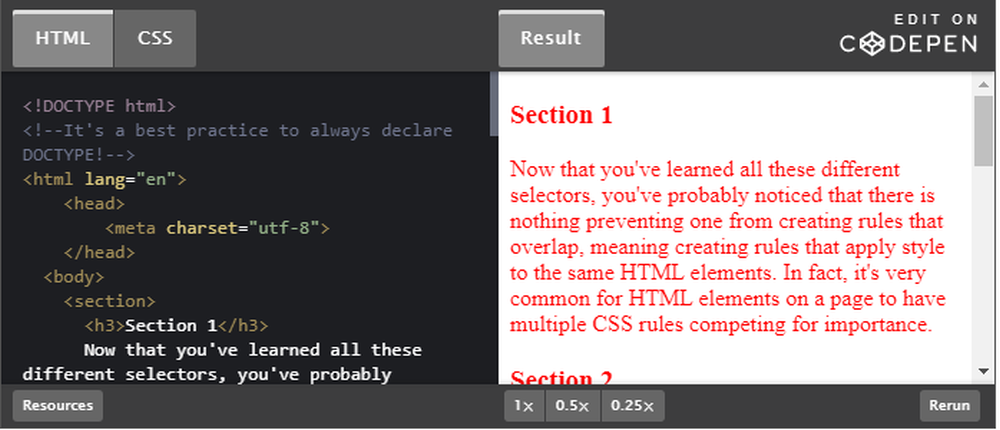 HTML
CSS
Result
EDIT ON
CODEPEN
<!DOCTYPE html>
<!--It's a best practice to always declare
DOCTYPE!-->
<html lang="en">
<head>
<meta charset="utf-8">
</head>
<body>
<section>
<h3>Section 1</h3>
Now that you've learned all these
different selectors, you've probably
Section 1
Now that you've learned all these different
selectors, you've probably noticed that there is
nothing preventing one from creating rules that
overlap, meaning creating rules that apply style
to the same HTML elements. In fact, it's very
common for HTML elements on a page to have
multiple CSS rules competing for importance.
Section 2
Resources
1x
0.5x
0.25x
Rerun